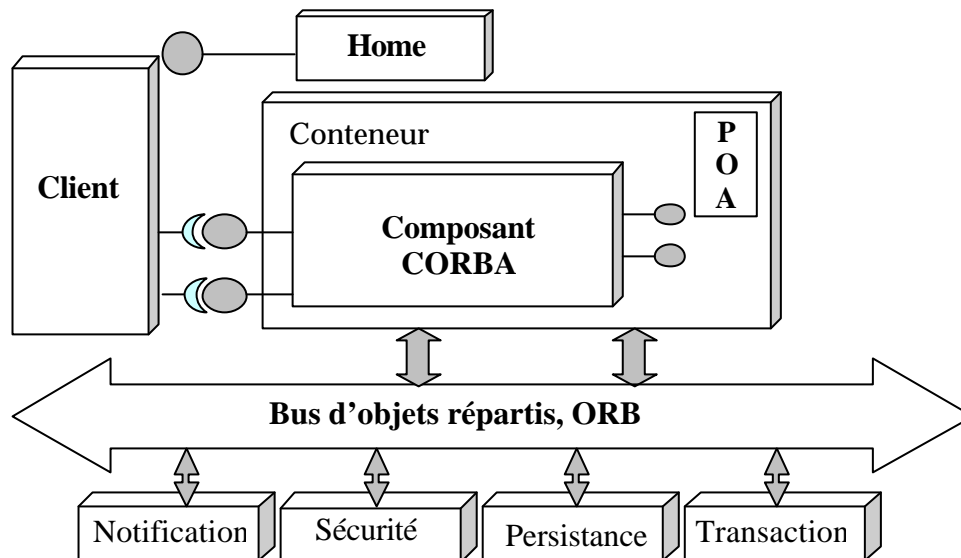 Home
Conteneur
P
O
A
Client
Composant
CORBA
Bus d'objets répartis, ORB
Notification
Sécurité
Persistance
Transaction